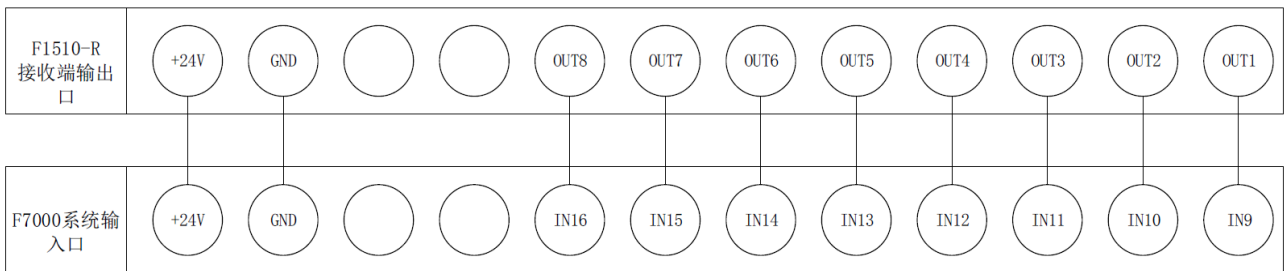 F1510-R
接收端输出
口
+24V GND OUT8 OUT7 OUT6 OUT5 OUT4 OUT3 OUT2 OUT1
F7000系统输
入口
+24V GND IN16 IN15 IN14 IN13 IN12 IN11 IN10 IN9